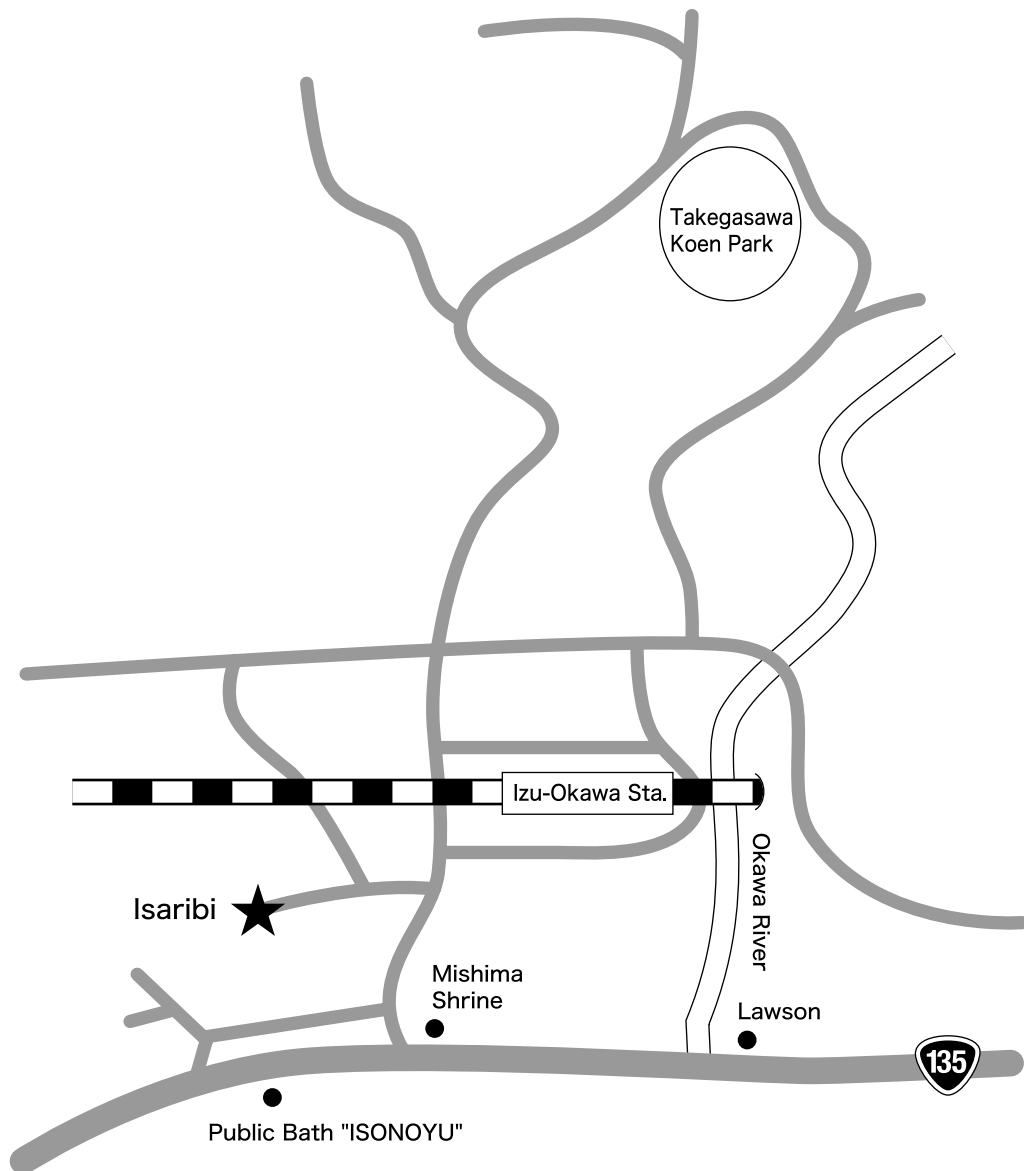 Takegasawa
Koen Park
Izu-Okawa Sta.
Okawa River
Isaribi
Mishima
Shrine
Lawson
135
Public Bath "ISONOYU"